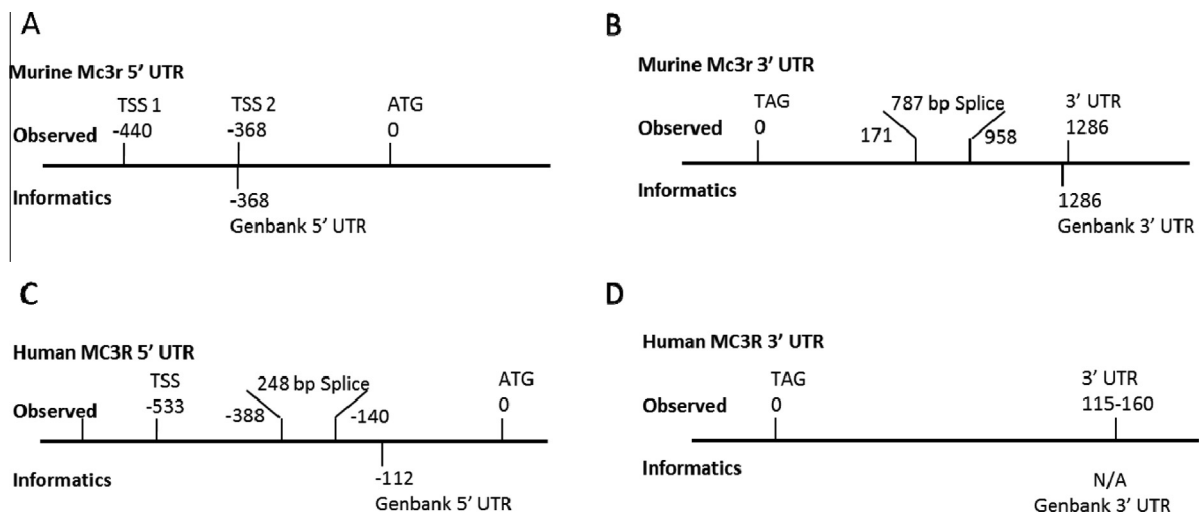 A
Murine Mc3r 5' UTR
TSS 1 TSS 2 ATG
Observed -440 -368 0
Informatics
-368
Genbank 5' UTR
B
Murine Mc3r 3' UTR
TAG 787 bp Splice 3' UTR
Observed 0 171 958 1286
Informatics
1286
Genbank 3' UTR
C
Human MC3R 5' UTR
TSS 248 bp Splice ATG
Observed -533 -388 -140 0
Informatics
-112
Genbank 5' UTR
D
Human MC3R 3' UTR
TAG 3' UTR
Observed 0 115-160
Informatics
N/A
Genbank 3' UTR